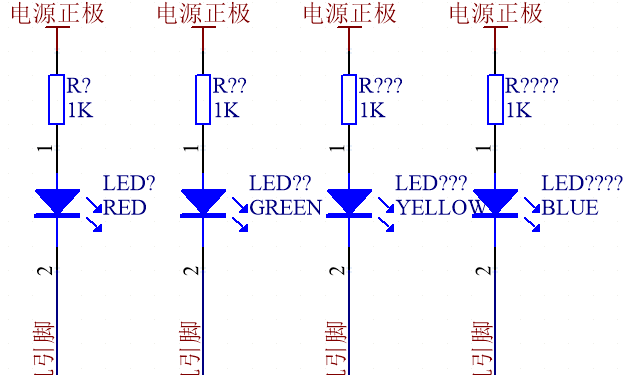 电源正极 电源正极 电源正极 电源正极
R? R?? R??? R????
1K 1K 1K 1K
1 1 1 1
LED? LED?? LED??? LED????
RED GREEN YELLOW BLUE
2 2 2 2
引脚 引脚 引脚 引脚